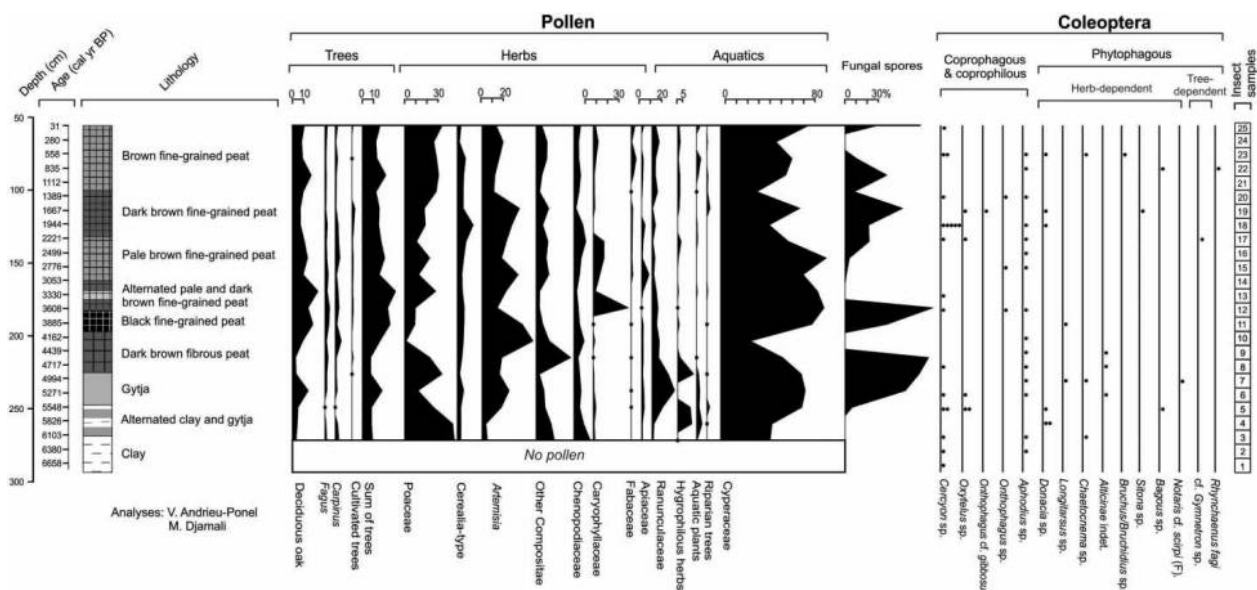 Pollen
Coleoptera
Trees
Herbs
Aquatics
Fungal spores
Coprophagous
& coprophilous
Phytophagous
Herb-dependent
Tree-
dependent
Insect
samples
Depth (cm)
Age (cal yr BP)
Lithology
0 10
0 10
0 30
0 20
0 30
0 20
5
0 80
0 30%
50
100
150
200
250
300
31
280
558
835
1112
1389
1667
1944
2221
2499
2776
3053
3330
3608
3885
4162
4439
4717
4994
5271
5548
5826
6103
6380
6658
Brown fine-grained peat
Dark brown fine-grained peat
Pale brown fine-grained peat
Alternated pale and dark
brown fine-grained peat
Black fine-grained peat
Dark brown fibrous peat
Gytja
Alternated clay and gytja
Clay
No pollen
25
24
23
22
21
20
19
18
17
16
15
14
13
12
11
10
9
8
7
6
5
4
3
2
1
Analyses: V. Andrieu-Ponel
M. Djamali
Deciduous oak
Fagus
Carpinus
Cultivated trees
Sum of trees
Poaceae
Cerealia-type
Artemisia
Other Compositae
Chenopodiaceae
Caryophyllaceae
Fabaceae
Apiaceae
Ranunculaceae
Hygrophilous herbs
Aquatic plants
Riparian trees
Cyperaceae
Cercyon sp.
Oxytelus sp.
Onthophagus cf. gibbosu
Onthophagus sp.
Aphodius sp.
Donacia sp.
Longitarsus sp.
Chaetocnema sp.
Alticinae indet.
Bruchus/Bruchidius sp.
Sitona sp.
Bagous sp.
Notaris cf. scirpi (F).
cf. Gymnetron sp.
Rhynchaenus fagi